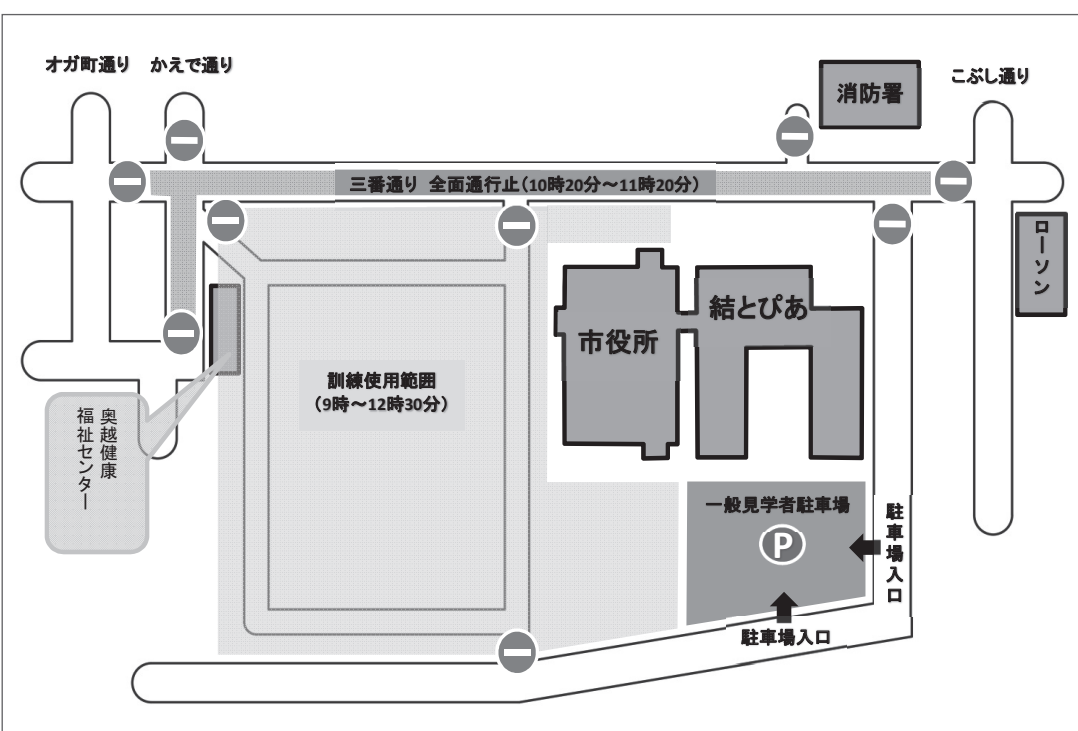 オガ町通り
かえで通り
消防署
こぶし通り
三番通り 全面通行止(10時20分～11時20分)
ローソン
結とぴあ
市役所
訓練使用範囲
(9時～12時30分)
奥越健康
福祉センター
一般見学者駐車場
P
駐車場入口
駐車場入口